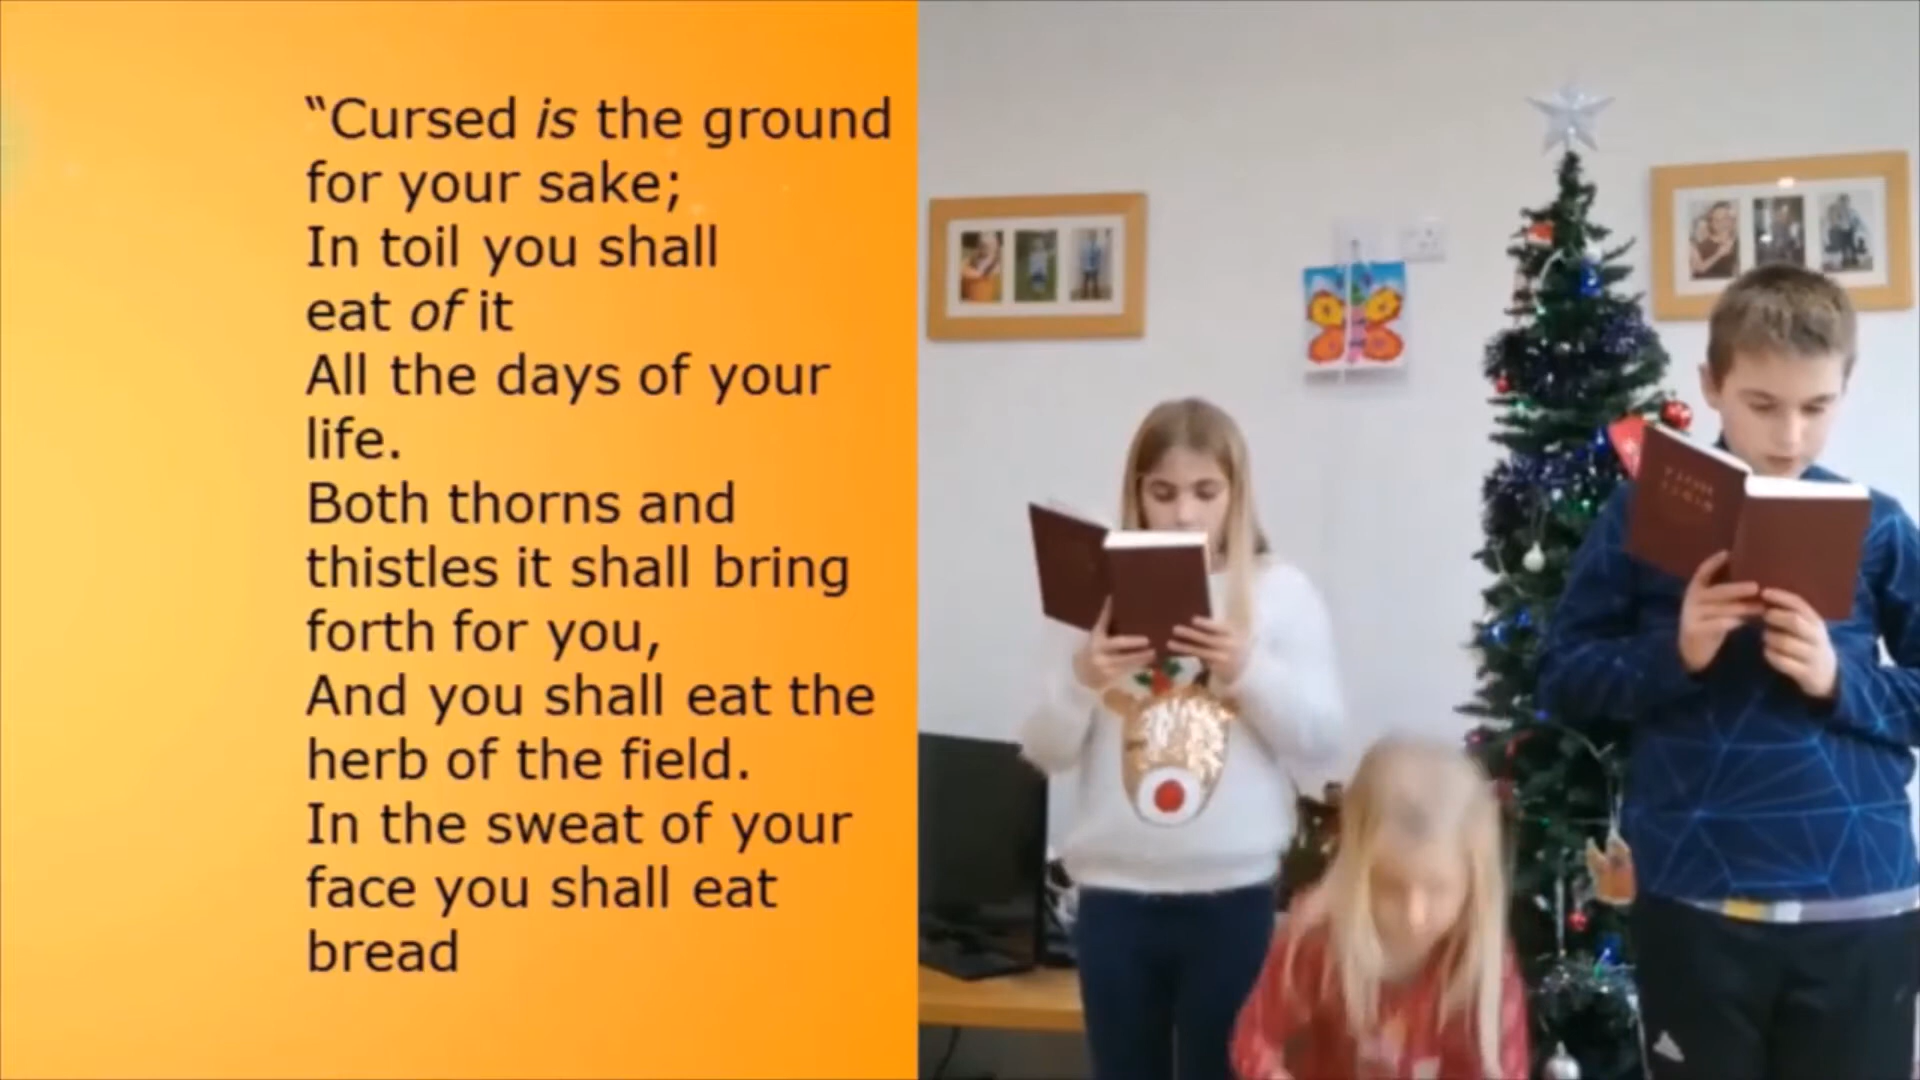 “Cursed is the ground
for your sake;
In toil you shall
eat of it
All the days of your
life.
Both thorns and
thistles it shall bring
forth for you,
And you shall eat the
herb of the field.
In the sweat of your
face you shall eat
bread